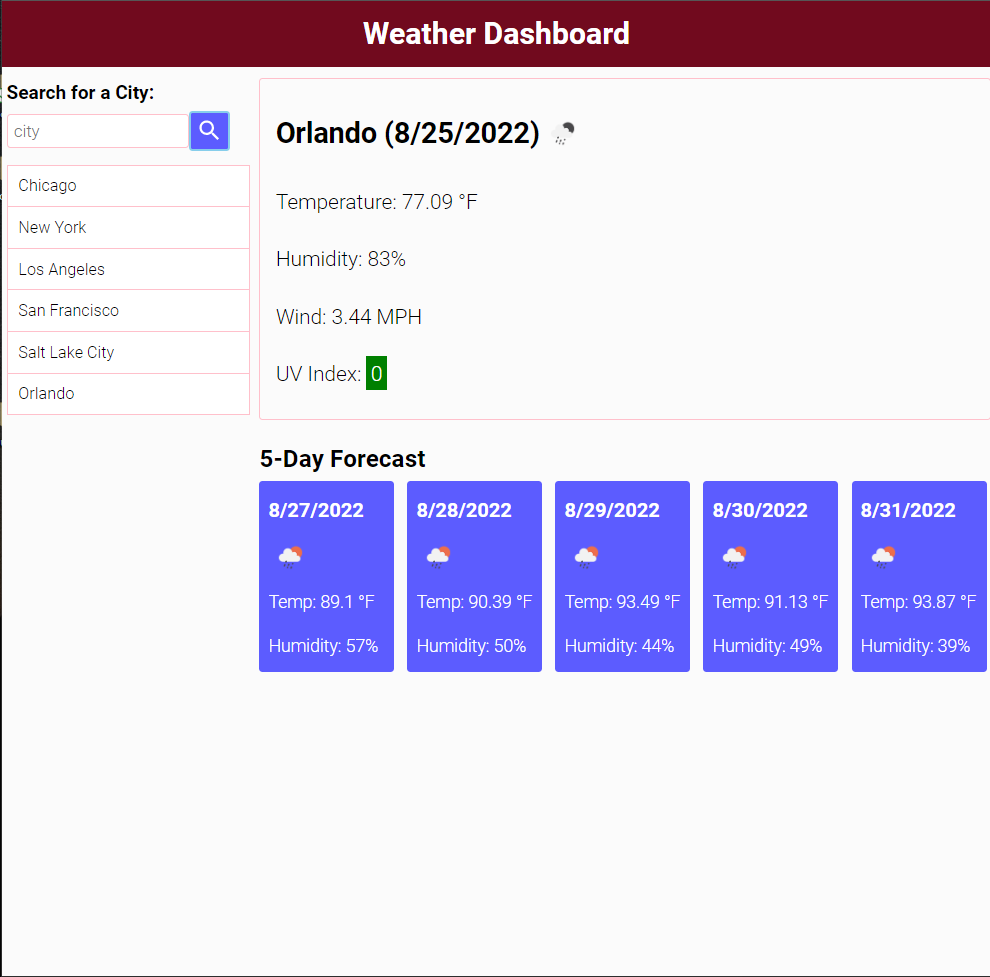 Weather Dashboard
Search for a City:
city
Chicago
New York
Los Angeles
San Francisco
Salt Lake City
Orlando
Orlando (8/25/2022)
Temperature: 77.09 °F
Humidity: 83%
Wind: 3.44 MPH
UV Index: 0
5-Day Forecast
8/27/2022
Temp: 89.1 °F
Humidity: 57%
8/28/2022
Temp: 90.39 °F
Humidity: 50%
8/29/2022
Temp: 93.49 °F
Humidity: 44%
8/30/2022
Temp: 91.13 °F
Humidity: 49%
8/31/2022
Temp: 93.87 °F
Humidity: 39%